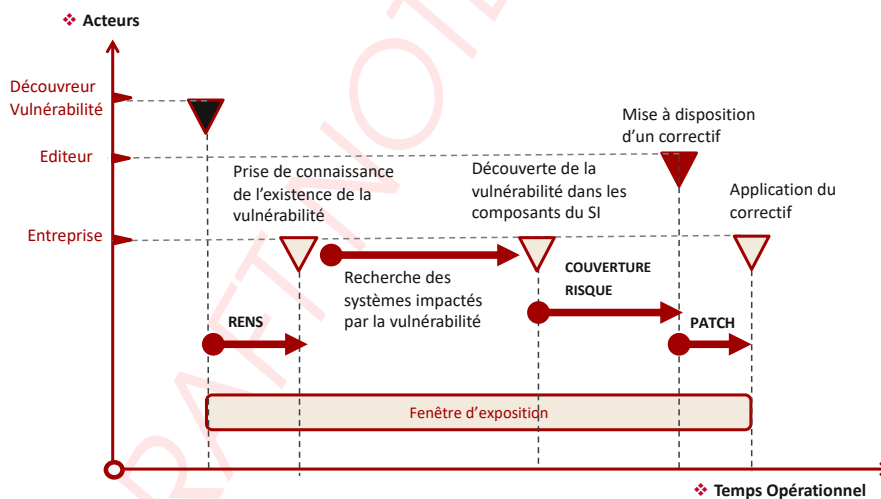 ❖ Acteurs
Découvreur
Vulnérabilité
Mise à disposition
d'un correctif
Editeur
Prise de connaissance
de l'existence de la
vulnérabilité
Découverte de la
vulnérabilité dans les
composants du SI
Application du
correctif
Entreprise
Recherche des
systèmes impactés
par la vulnérabilité
COUVERTURE
RISQUE
RENS
PATCH
Fenêtre d'exposition
❖ Temps Opérationnel
RAFT NOTE